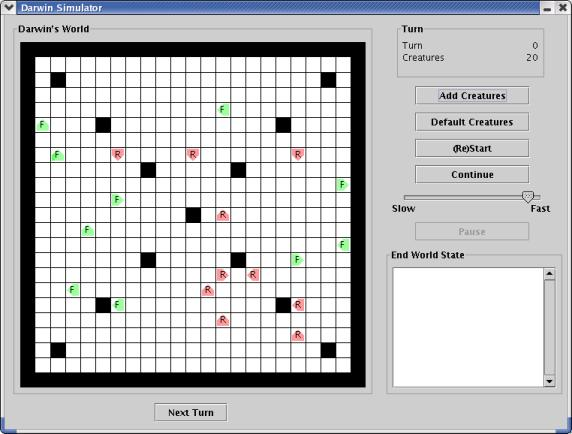 Darwin Simulator
Darwin's World
Turn
Turn 0
Creatures 20
Add Creatures
Default Creatures
(Re)Start
Continue
Slow Fast
Pause
End World State
F
F
F R R R
F
F
R
F
F
F
R R
F R
F R
R
R
Next Turn